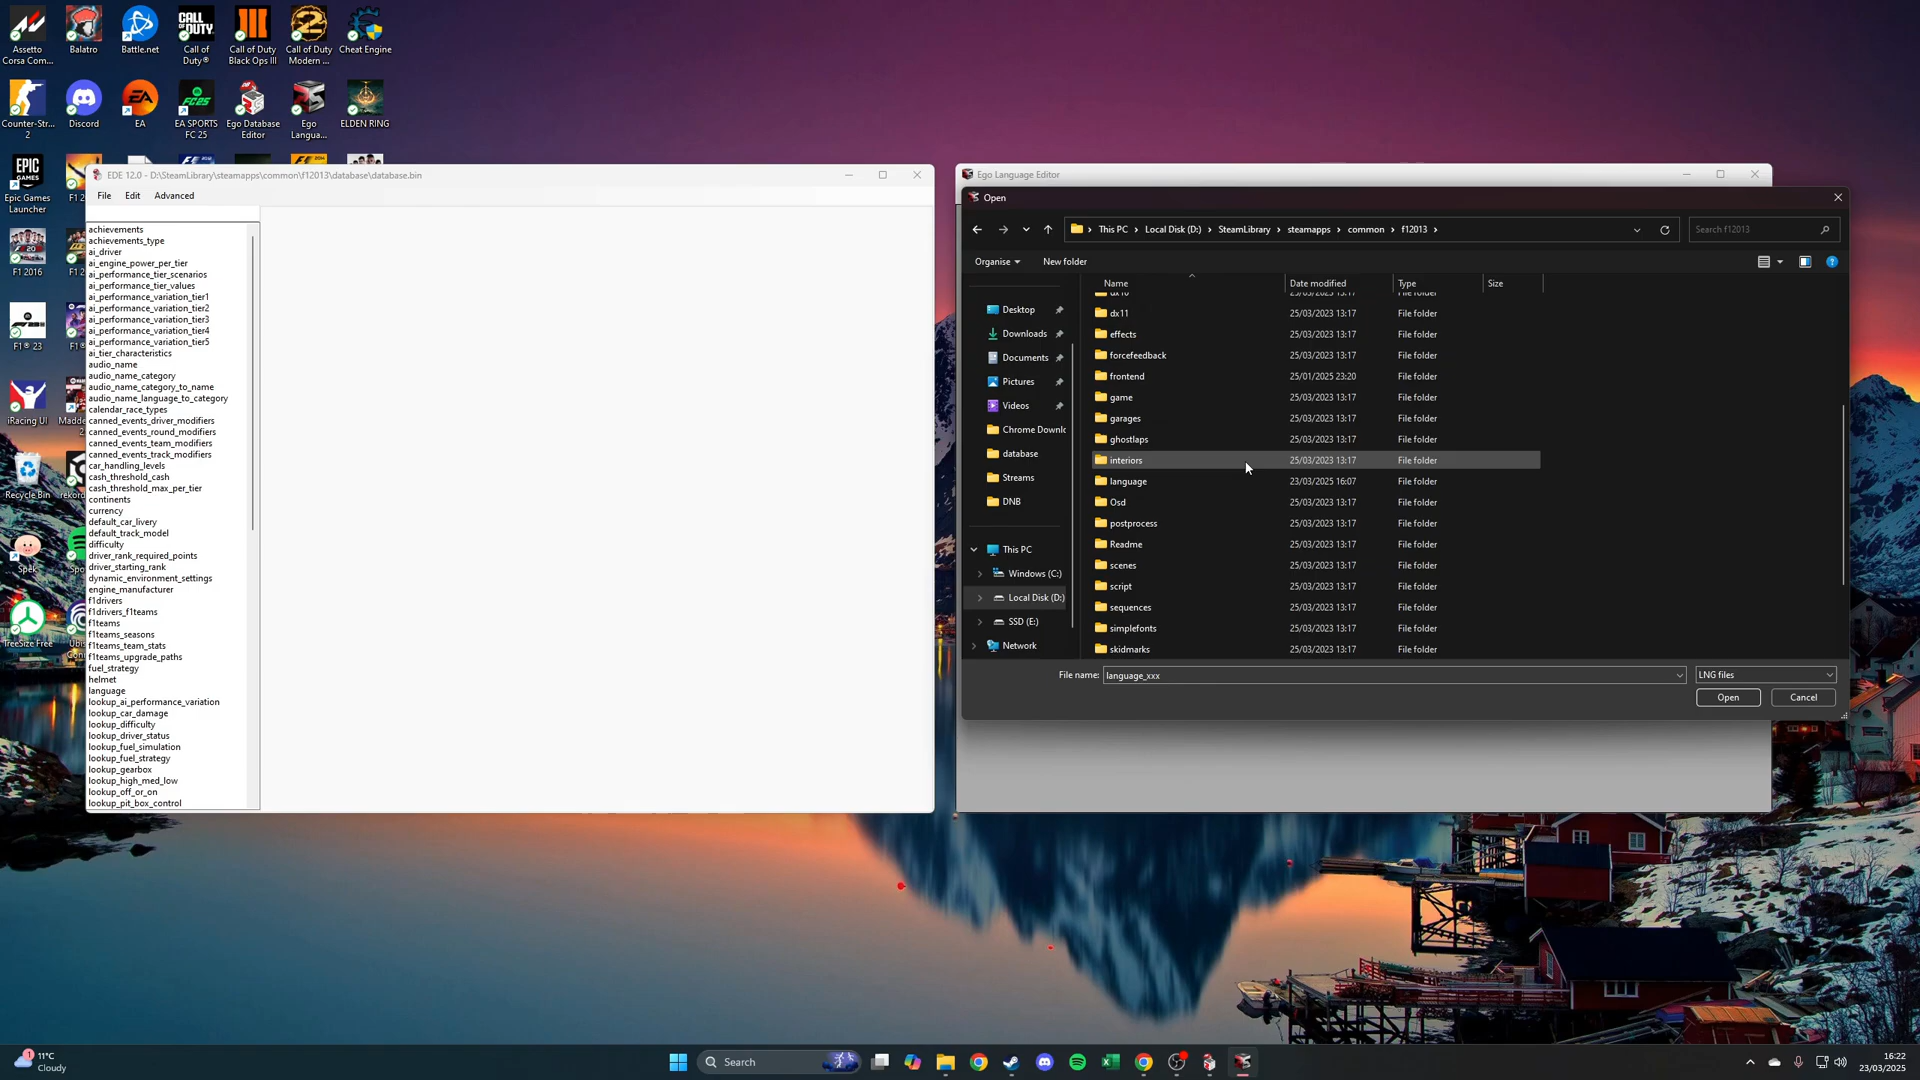 Assetto
Corsa Com...
Balatro
Battle.net
Call of
Duty®
Call of Duty
Black Ops III
Call of Duty
Modern ...
Cheat Engine
Counter-Str...
2
Discord
EA
EA SPORTS
FC 25
Ego Database
Editor
Ego
Langua...
ELDEN RING
Epic Games
Launcher
F1 2016
F1® 23
iRacing UI
Recycle Bin
Spek
TreeSize Free
EDE 12.0 - D:\SteamLibrary\steamapps\common\f12013\database\database.bin
File
Edit
Advanced
achievements
achievements_type
ai_driver
ai_engine_power_per_tier
ai_performance_tier_scenarios
ai_performance_tier_values
ai_performance_variation_tier1
ai_performance_variation_tier2
ai_performance_variation_tier3
ai_performance_variation_tier4
ai_performance_variation_tier5
ai_tier_characteristics
audio_name
audio_name_category
audio_name_category_to_name
audio_name_language_to_category
calendar_race_types
canned_events_driver_modifiers
canned_events_round_modifiers
canned_events_team_modifiers
canned_events_track_modifiers
car_handling_levels
cash_threshold_cash
cash_threshold_max_per_tier
continents
currency
default_car_livery
default_track_model
difficulty
driver_rank_required_points
driver_starting_rank
dynamic_environment_settings
engine_manufacturer
f1drivers
f1drivers_f1teams
f1teams
f1teams_seasons
f1teams_team_stats
f1teams_upgrade_paths
fuel_strategy
helmet
language
lookup_ai_performance_variation
lookup_car_damage
lookup_difficulty
lookup_driver_status
lookup_fuel_simulation
lookup_fuel_strategy
lookup_gearbox
lookup_high_med_low
lookup_off_or_on
lookup_pit_box_control
Ego Language Editor
Open
This PC > Local Disk (D:) > SteamLibrary > steamapps > common > f12013 >
Search f12013
Organise
New folder
Name
Date modified
Type
Size
Desktop
Downloads
Documents
Pictures
Videos
Chrome Downlo
database
Streams
DNB
This PC
Windows (C:)
Local Disk (D:)
SSD (E:)
Network
dx11 25/03/2023 13:17 File folder
effects 25/03/2023 13:17 File folder
forcefeedback 25/03/2023 13:17 File folder
frontend 25/01/2025 23:20 File folder
game 25/03/2023 13:17 File folder
garages 25/03/2023 13:17 File folder
ghostlaps 25/03/2023 13:17 File folder
interiors 25/03/2023 13:17 File folder
language 23/03/2025 16:07 File folder
Osd 25/03/2023 13:17 File folder
postprocess 25/03/2023 13:17 File folder
Readme 25/03/2023 13:17 File folder
scenes 25/03/2023 13:17 File folder
script 25/03/2023 13:17 File folder
sequences 25/03/2023 13:17 File folder
simplefonts 25/03/2023 13:17 File folder
skidmarks 25/03/2023 13:17 File folder
File name: language_xxx
LNG files
Open
Cancel
1
11°C
Cloudy
Search
16:22
23/03/2025